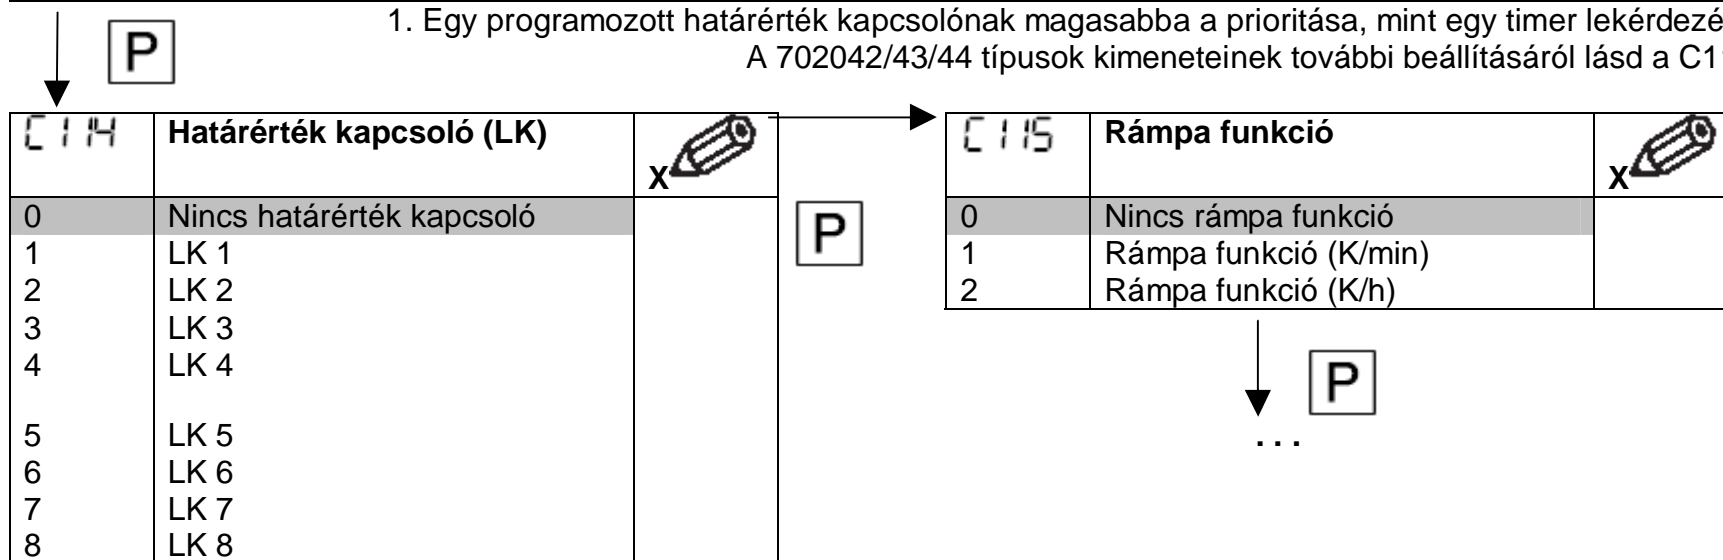 1. Egy programozott határérték kapcsolónak magasabba a prioritása, mint egy timer lekérdezé
P
A 702042/43/44 típusok kimeneteinek további beállításáról lásd a C1
C114 Határérték kapcsoló (LK)
X
0 Nincs határérték kapcsoló
1 LK 1
2 LK 2
3 LK 3
4 LK 4
5 LK 5
6 LK 6
7 LK 7
8 LK 8
P
C115 Rámpa funkció
X
0 Nincs rámpa funkció
1 Rámpa funkció (K/min)
2 Rámpa funkció (K/h)
P
. . .